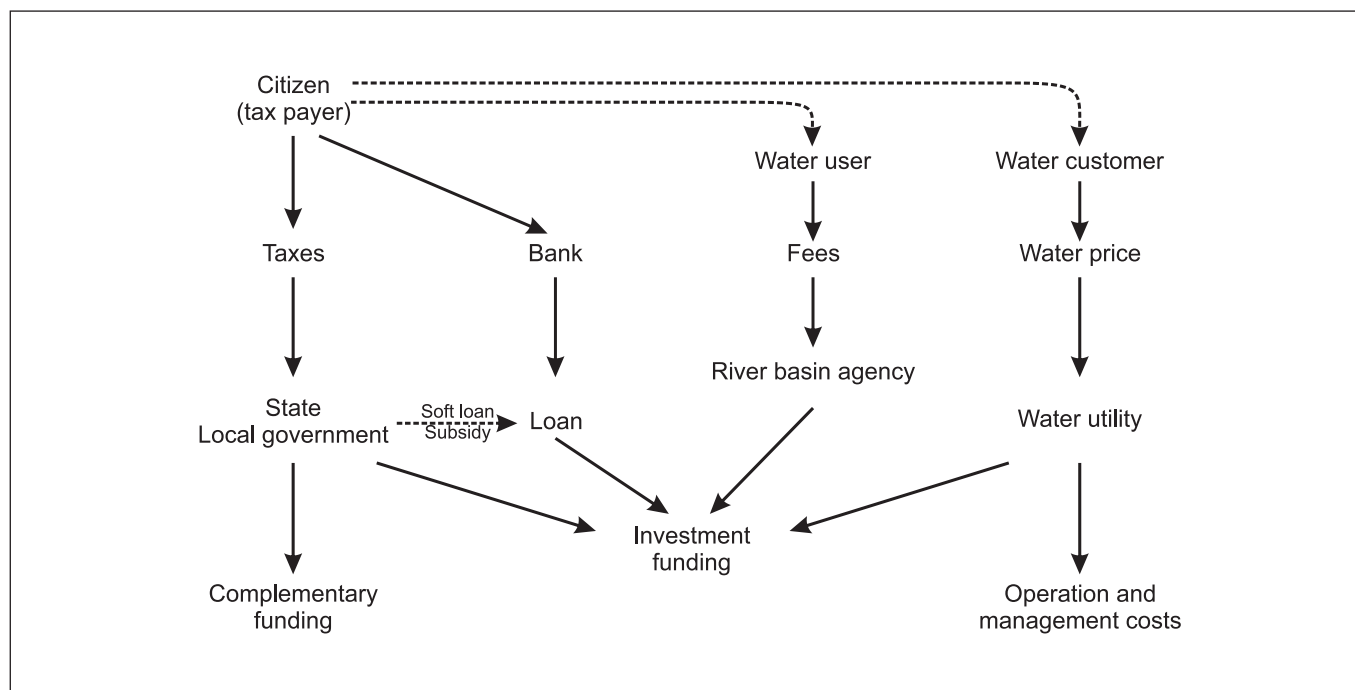 Citizen
(tax payer)
Water user
Water customer
Taxes
Bank
Fees
Water price
River basin agency
State
Local government
Soft loan
Subsidy
Loan
Water utility
Investment
funding
Complementary
funding
Operation and
management costs